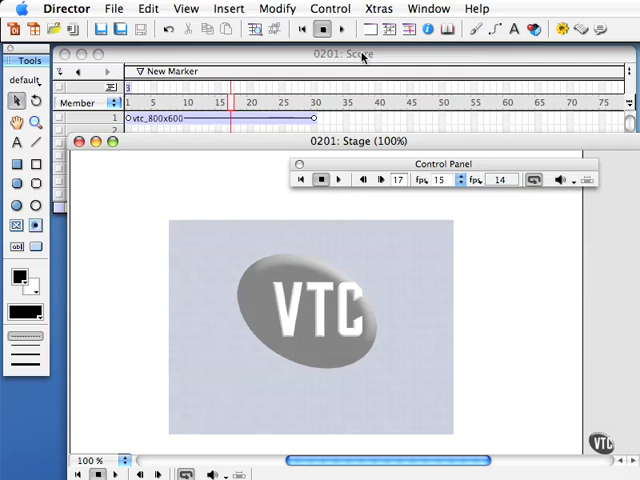 Director File Edit View Insert Modify Control Xtras Window Help
Tools
default
0201: Score
New Marker
3
Member 1 5 10 15 20 25 30 35 40 45 50 55 60 65 70 75
1 vtc_800x600
0201: Stage (100%)
Control Panel
17 fps 15 fps 14
VTC
100 %
VTC